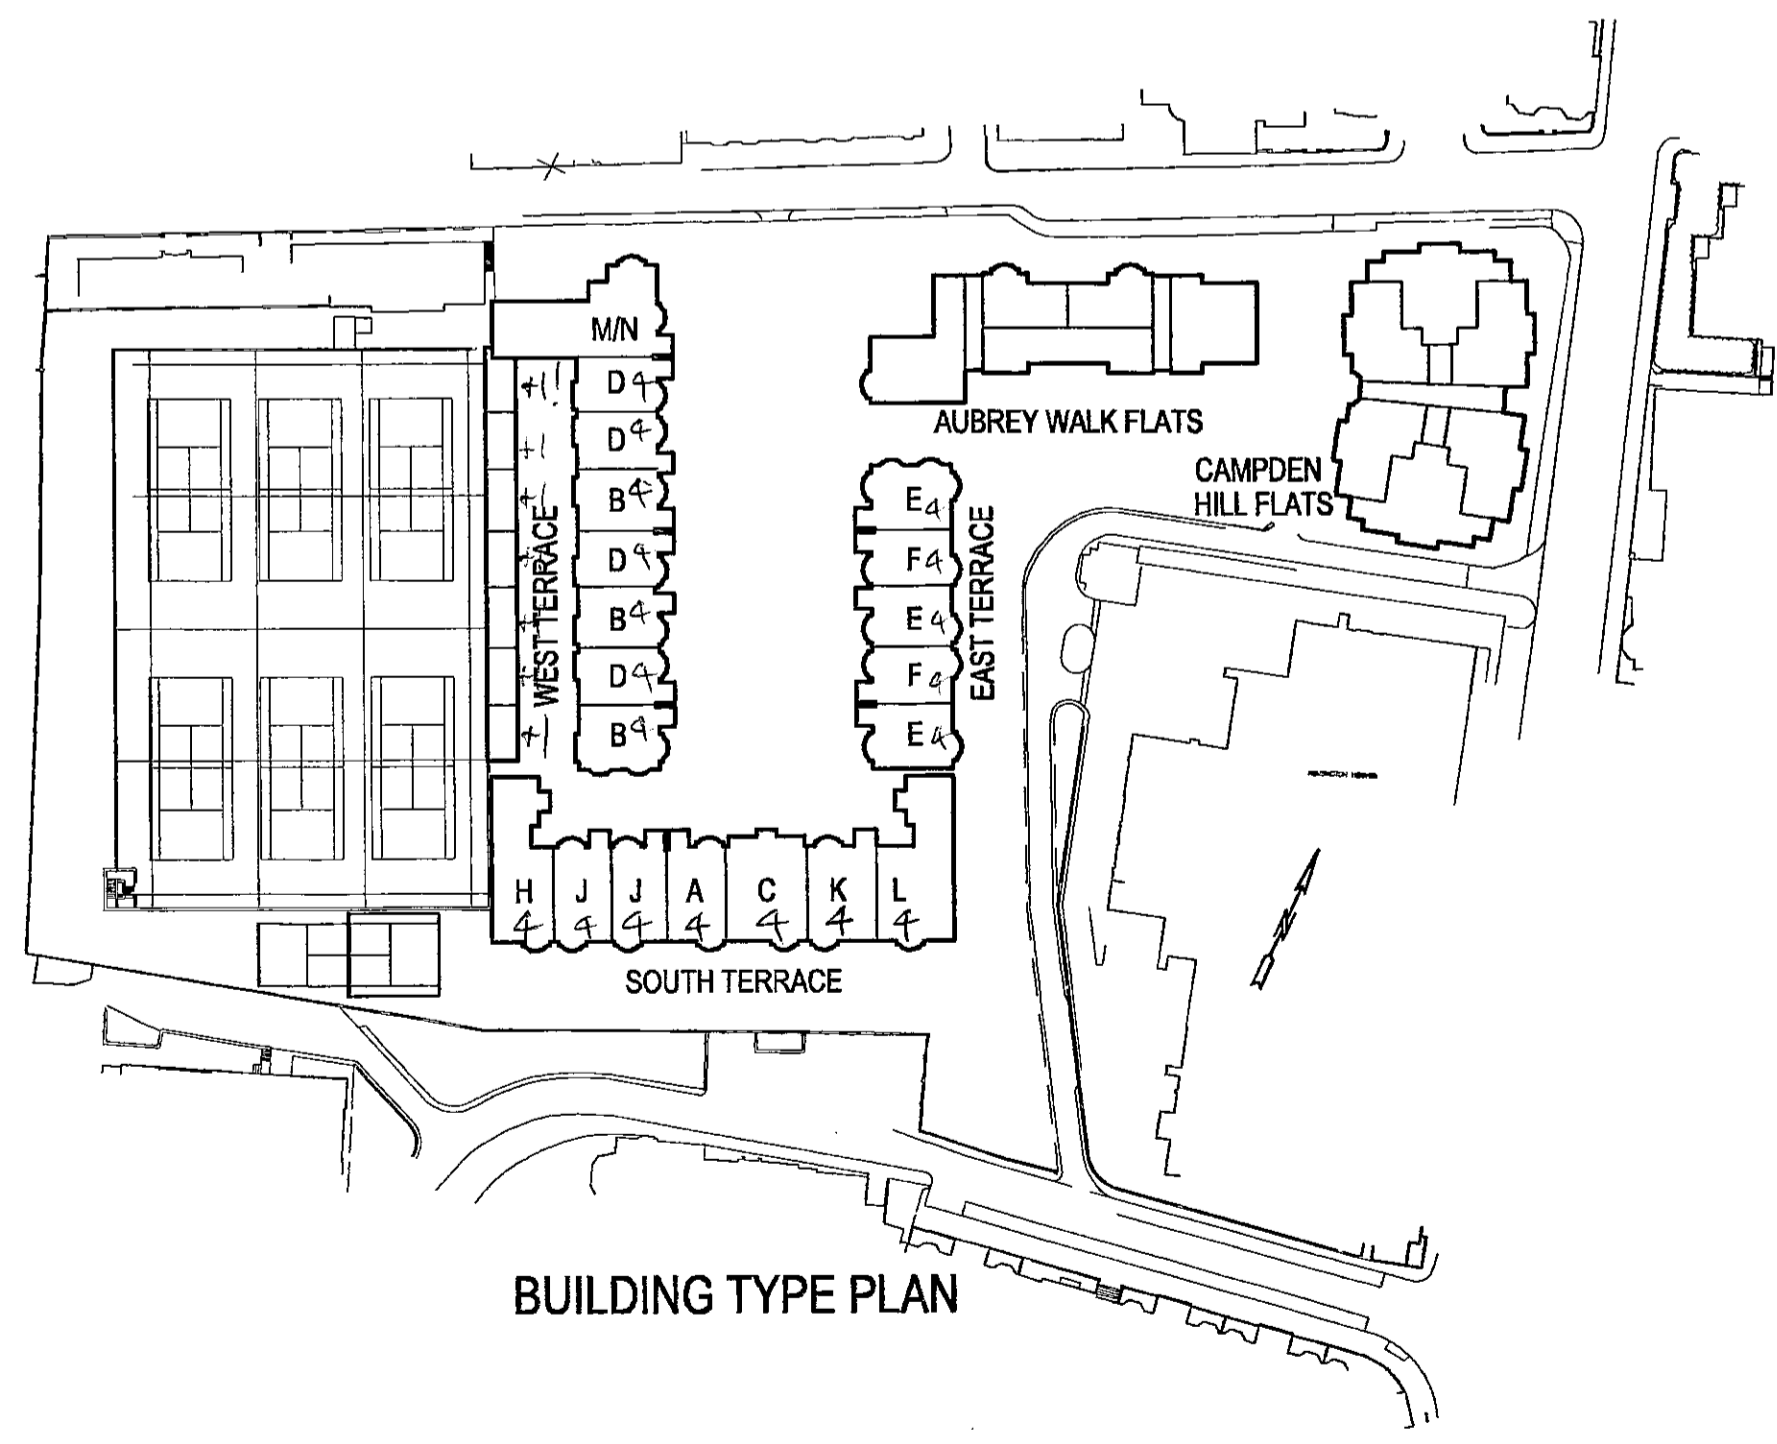 M/N
+1! D4
AUBREY WALK FLATS
+1 D4
CAMPDEN
HILL FLATS
+1 B4
E4
WEST TERRACE
EAST TERRACE
D4
F4
B4
E4
D4
F4
+1 B4
E4
H J J A C K L
4 4 4 4 4 4 4
SOUTH TERRACE
N
BUILDING TYPE PLAN